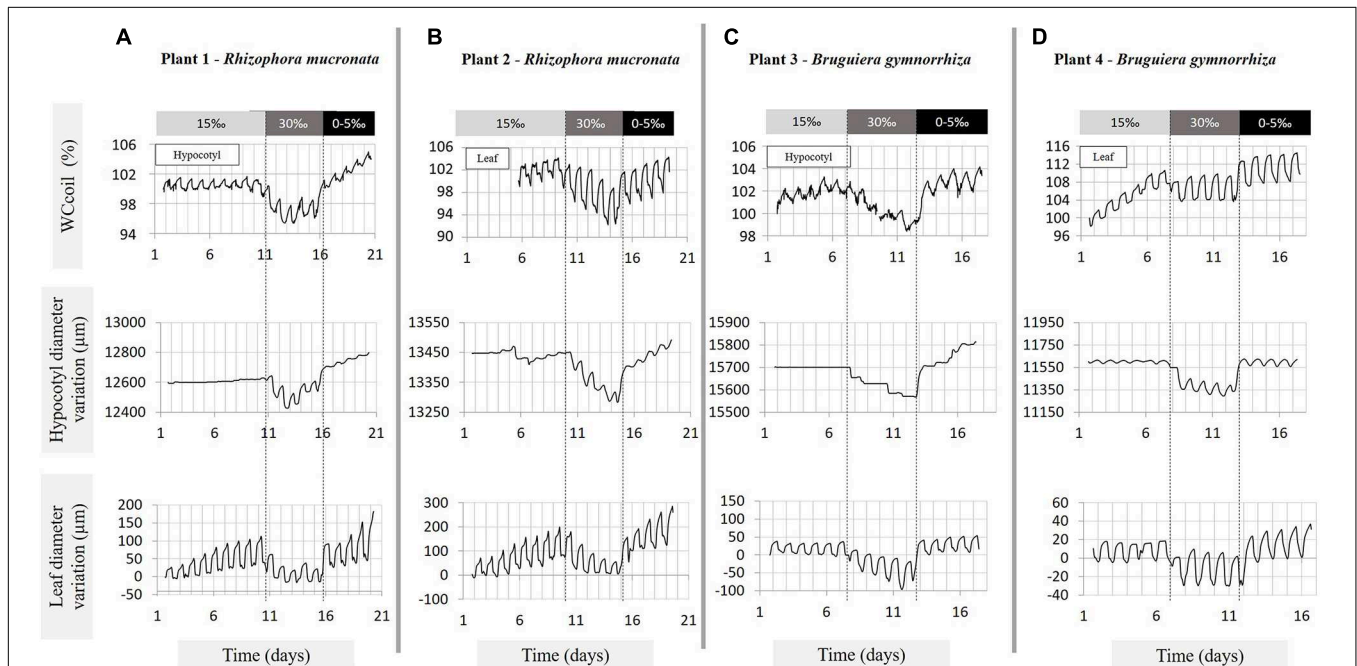 A
B
C
D
Plant 1 - Rhizophora mucronata
Plant 2 - Rhizophora mucronata
Plant 3 - Bruguiera gymnorrhiza
Plant 4 - Bruguiera gymnorrhiza
15‰ 30‰ 0-5‰
15‰ 30‰ 0-5‰
15‰ 30‰ 0-5‰
15‰ 30‰ 0-5‰
WCcoil (%)
106
102
98
94
Hypocotyl
1 6 11 16 21
106
102
98
94
90
Leaf
1 6 11 16 21
106
104
102
100
98
Hypocotyl
1 6 11 16
116
112
108
104
100
96
Leaf
1 6 11 16
Hypocotyl diameter
variation (µm)
13000
12800
12600
12400
1 6 11 16 21
13550
13450
13350
13250
1 6 11 16 21
15900
15800
15700
15600
15500
1 6 11 16
11950
11750
11550
11350
11150
1 6 11 16
Leaf diameter
variation (µm)
200
150
100
50
0
-50
1 6 11 16 21
300
200
100
0
-100
1 6 11 16 21
150
100
50
0
-50
-100
1 6 11 16
60
40
20
0
-20
-40
1 6 11 16
Time (days)
Time (days)
Time (days)
Time (days)